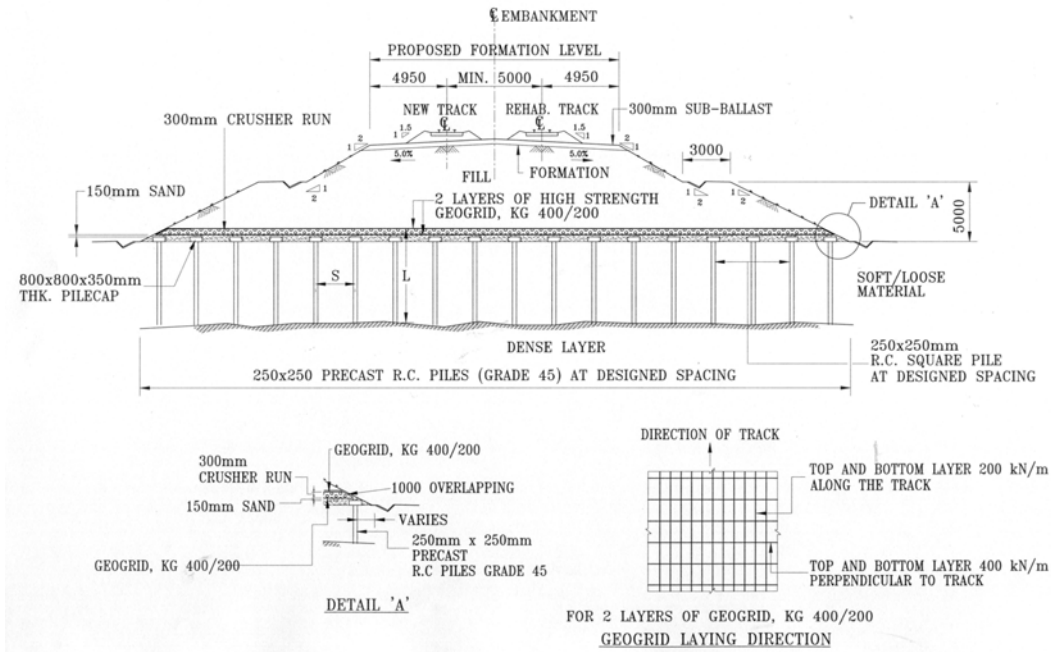 ℄ EMBANKMENT
PROPOSED FORMATION LEVEL
4950
MIN. 5000
4950
NEW TRACK
℄
REHAB. TRACK
℄
300mm SUB-BALLAST
300mm CRUSHER RUN
2
1
1.5
1
1.5
1
2
1
3000
5.0%
5.0%
FORMATION
FILL
150mm SAND
1
2
2 LAYERS OF HIGH STRENGTH
GEOGRID, KG 400/200
1
2
1
2
5000
DETAIL 'A'
800x800x350mm
THK. PILECAP
S
L
SOFT/LOOSE
MATERIAL
DENSE LAYER
250x250mm
R.C. SQUARE PILE
AT DESIGNED SPACING
250x250 PRECAST R.C. PILES (GRADE 45) AT DESIGNED SPACING
GEOGRID, KG 400/200
300mm
CRUSHER RUN
1000 OVERLAPPING
150mm SAND
VARIES
250mm x 250mm
PRECAST
R.C PILES GRADE 45
GEOGRID, KG 400/200
DETAIL 'A'
DIRECTION OF TRACK
TOP AND BOTTOM LAYER 200 kN/m
ALONG THE TRACK
TOP AND BOTTOM LAYER 400 kN/m
PERPENDICULAR TO TRACK
FOR 2 LAYERS OF GEOGRID, KG 400/200
GEOGRID LAYING DIRECTION